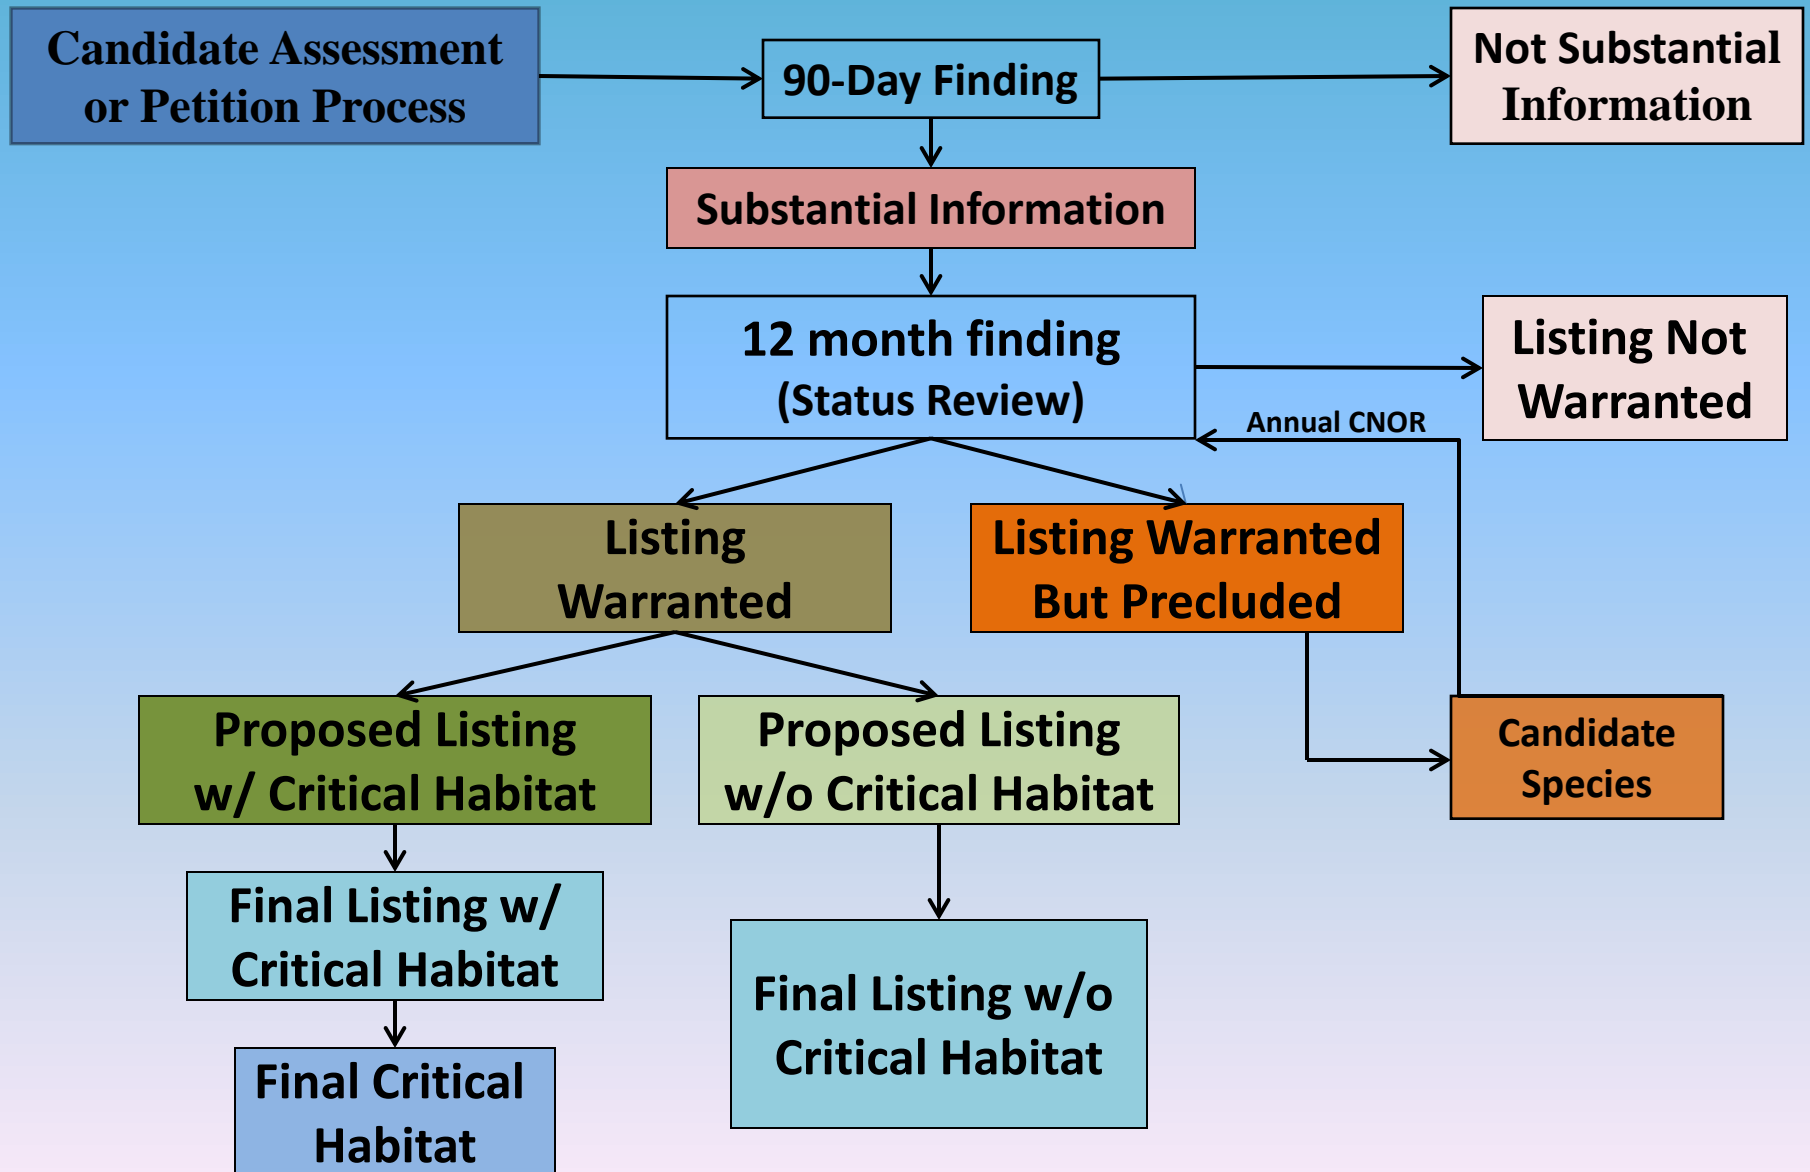 Candidate Assessment
or Petition Process
90-Day Finding
Not Substantial
Information
Substantial Information
12 month finding
(Status Review)
Listing Not
Warranted
Annual CNOR
Listing
Warranted
Listing Warranted
But Precluded
Proposed Listing
w/ Critical Habitat
Proposed Listing
w/o Critical Habitat
Candidate
Species
Final Listing w/
Critical Habitat
Final Listing w/o
Critical Habitat
Final Critical
Habitat